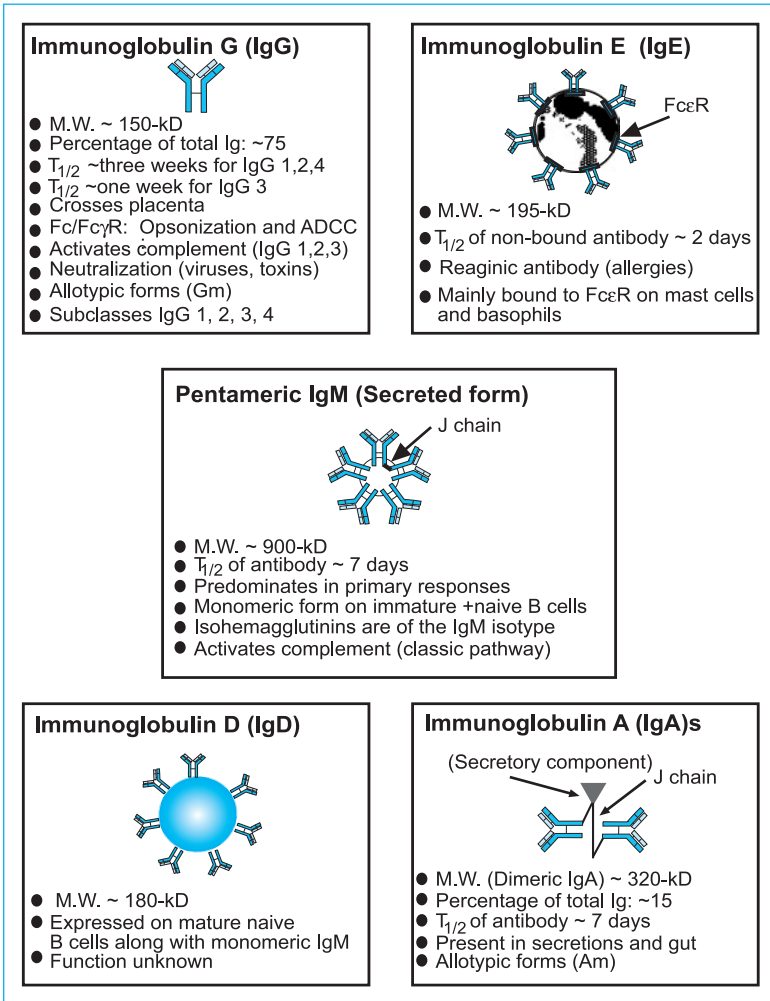 Immunoglobulin G (IgG)
● M.W. ~ 150-kD
● Percentage of total Ig: ~75
● T1/2 ~three weeks for IgG 1,2,4
● T1/2 ~one week for IgG 3
● Crosses placenta
● Fc/FcγR: Opsonization and ADCC
● Activates complement (IgG 1,2,3)
● Neutralization (viruses, toxins)
● Allotypic forms (Gm)
● Subclasses IgG 1, 2, 3, 4
Immunoglobulin E (IgE)
FcεR
● M.W. ~ 195-kD
● T1/2 of non-bound antibody ~ 2 days
● Reaginic antibody (allergies)
● Mainly bound to FcεR on mast cells
and basophils
Pentameric IgM (Secreted form)
J chain
● M.W. ~ 900-kD
● T1/2 of antibody ~ 7 days
● Predominates in primary responses
● Monomeric form on immature +naive B cells
● Isohemagglutinins are of the IgM isotype
● Activates complement (classic pathway)
Immunoglobulin D (IgD)
● M.W. ~ 180-kD
● Expressed on mature naive
B cells along with monomeric IgM
● Function unknown
Immunoglobulin A (IgA)s
(Secretory component)
J chain
● M.W. (Dimeric IgA) ~ 320-kD
● Percentage of total Ig: ~15
● T1/2 of antibody ~ 7 days
● Present in secretions and gut
● Allotypic forms (Am)